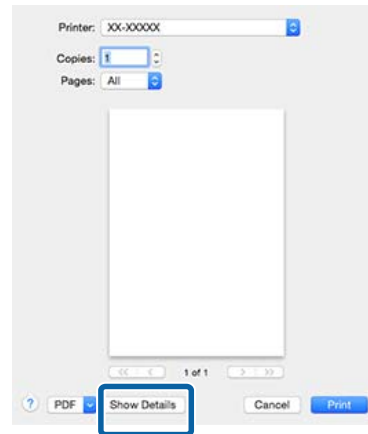 Printer: XX-XXXXX
Copies: 1
Pages: All
<< < 1 of 1 > >>
? PDF Show Details Cancel Print